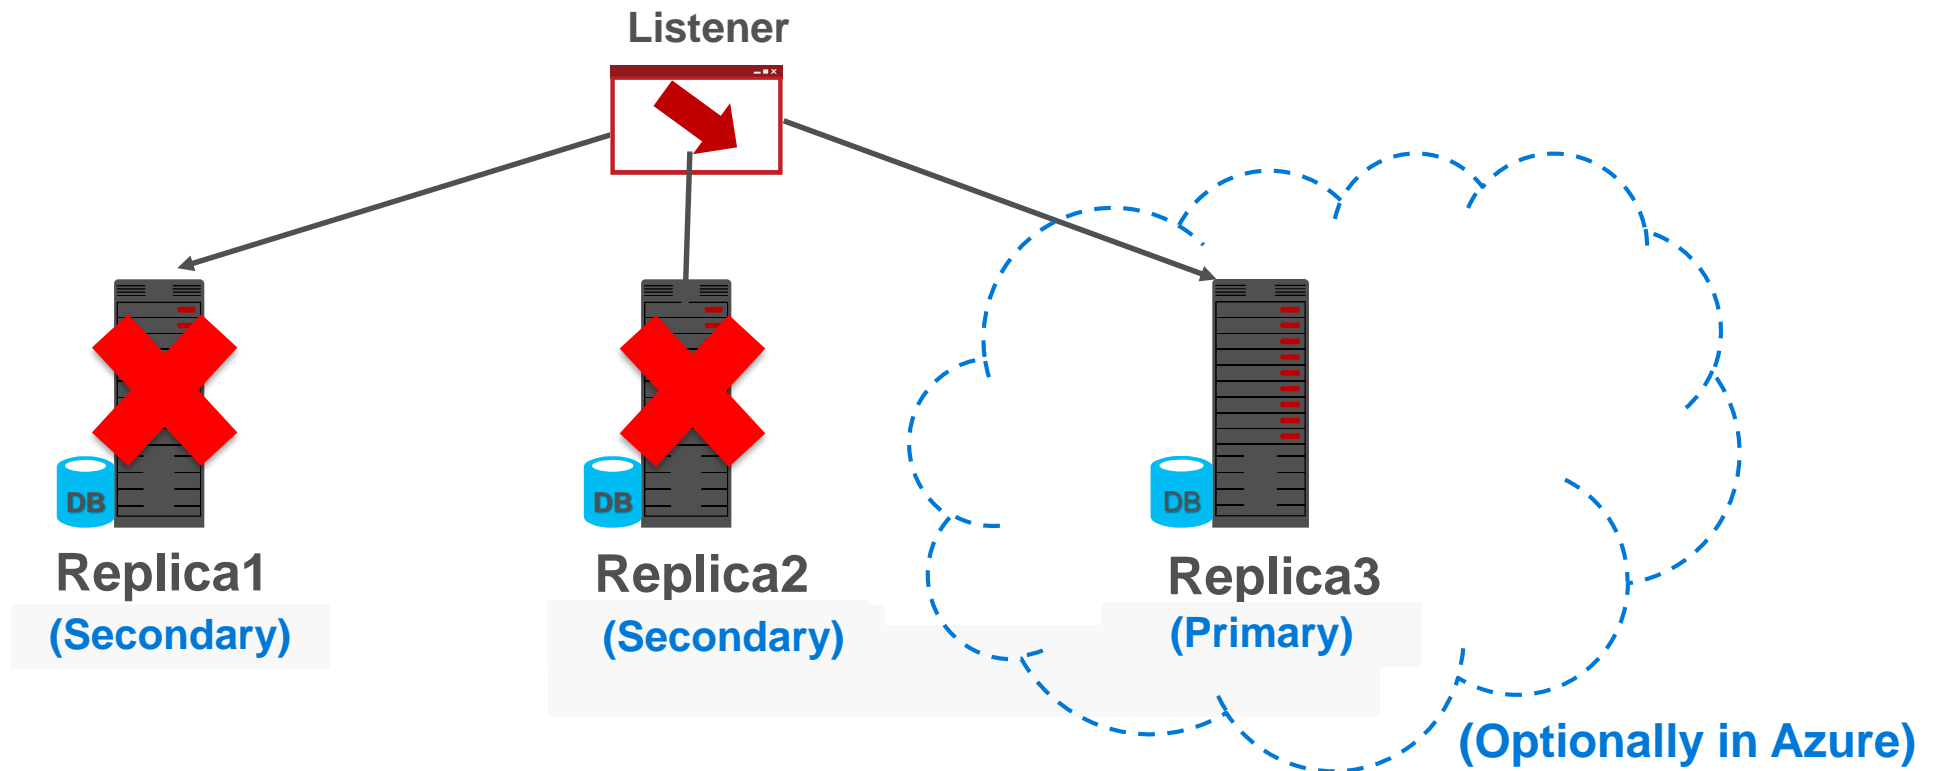 Listener
DB
DB
DB
Replica1
Replica2
Replica3
(Secondary)
(Secondary)
(Primary)
(Optionally in Azure)